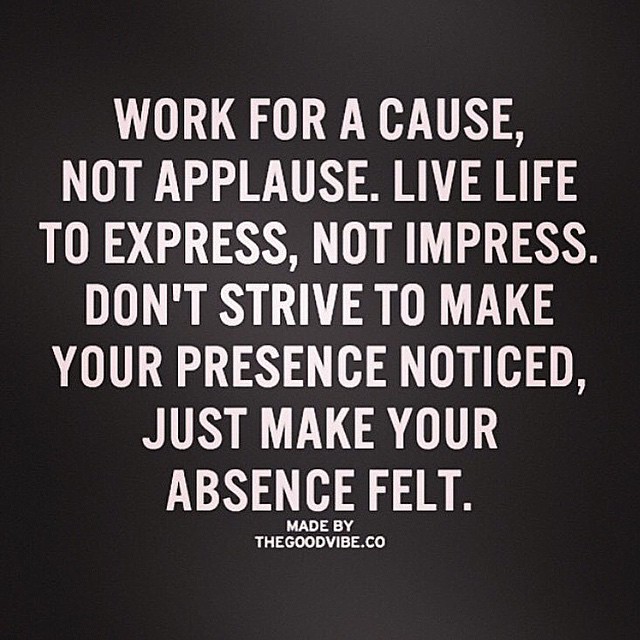 WORK FOR A CAUSE,
NOT APPLAUSE. LIVE LIFE
TO EXPRESS, NOT IMPRESS.
DON'T STRIVE TO MAKE
YOUR PRESENCE NOTICED,
JUST MAKE YOUR
ABSENCE FELT.
MADE BY
THEGOODVIBE.CO